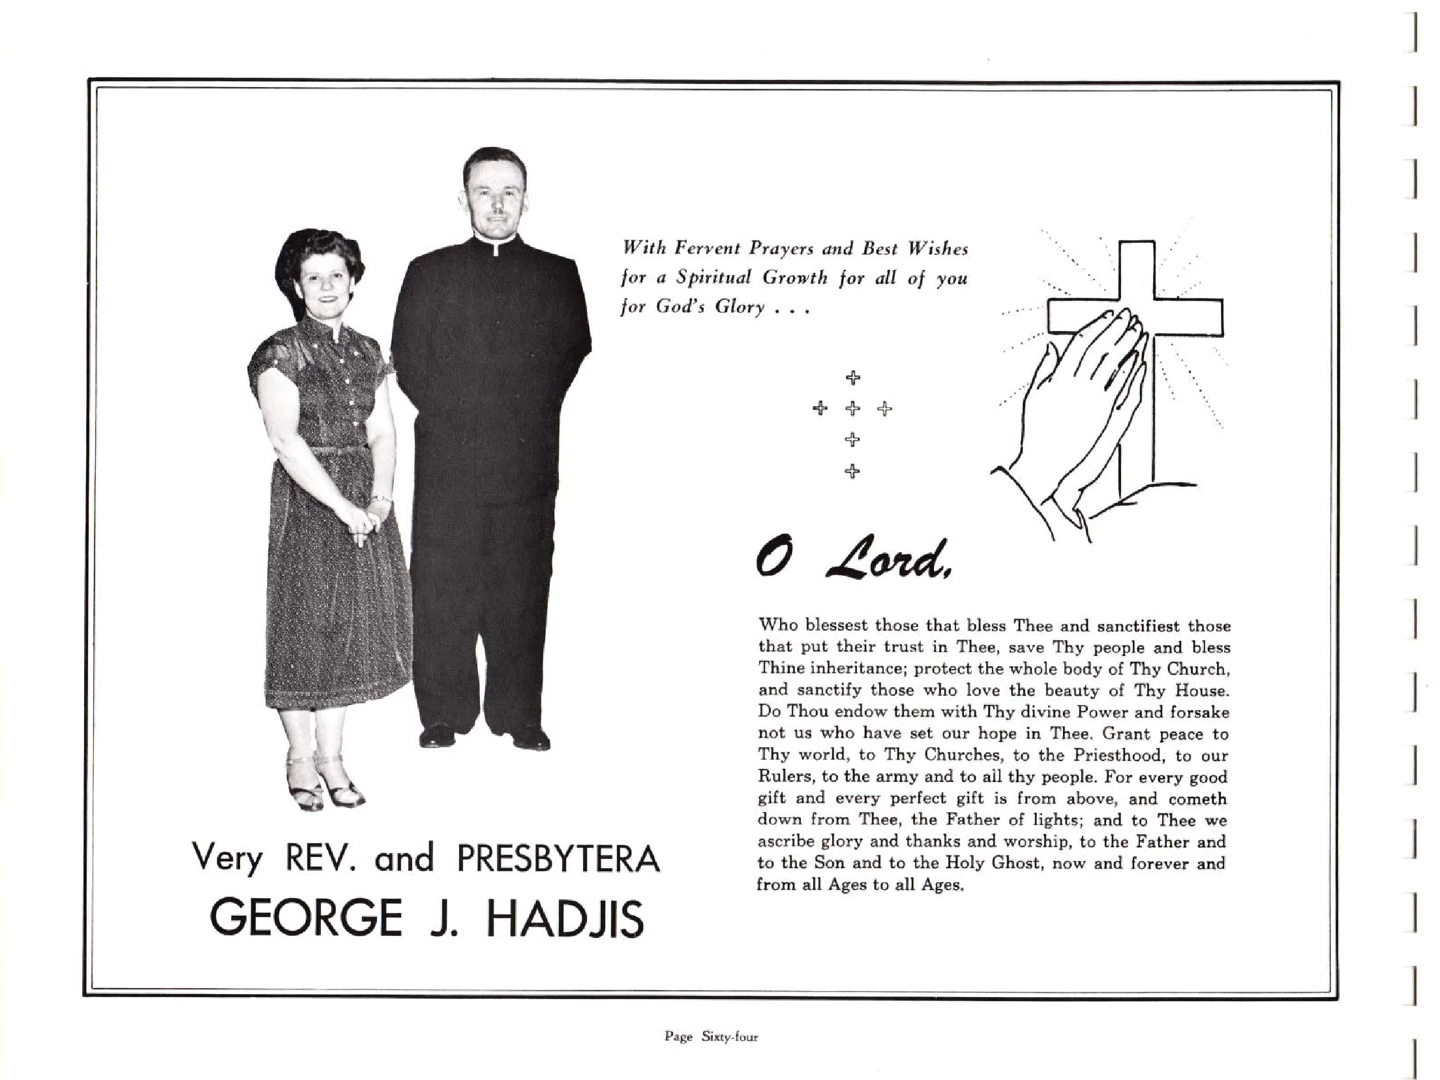 With Fervent Prayers and Best Wishes
for a Spiritual Growth for all of you
for God's Glory . . .
O Lord,
Who blessest those that bless Thee and sanctifiest those
that put their trust in Thee, save Thy people and bless
Thine inheritance; protect the whole body of Thy Church,
and sanctify those who love the beauty of Thy House.
Do Thou endow them with Thy divine Power and forsake
not us who have set our hope in Thee. Grant peace to
Thy world, to Thy Churches, to the Priesthood, to our
Rulers, to the army and to all thy people. For every good
gift and every perfect gift is from above, and cometh
down from Thee, the Father of lights; and to Thee we
ascribe glory and thanks and worship, to the Father and
to the Son and to the Holy Ghost, now and forever and
from all Ages to all Ages.
Very REV. and PRESBYTERA
GEORGE J. HADJIS
Page Sixty-four